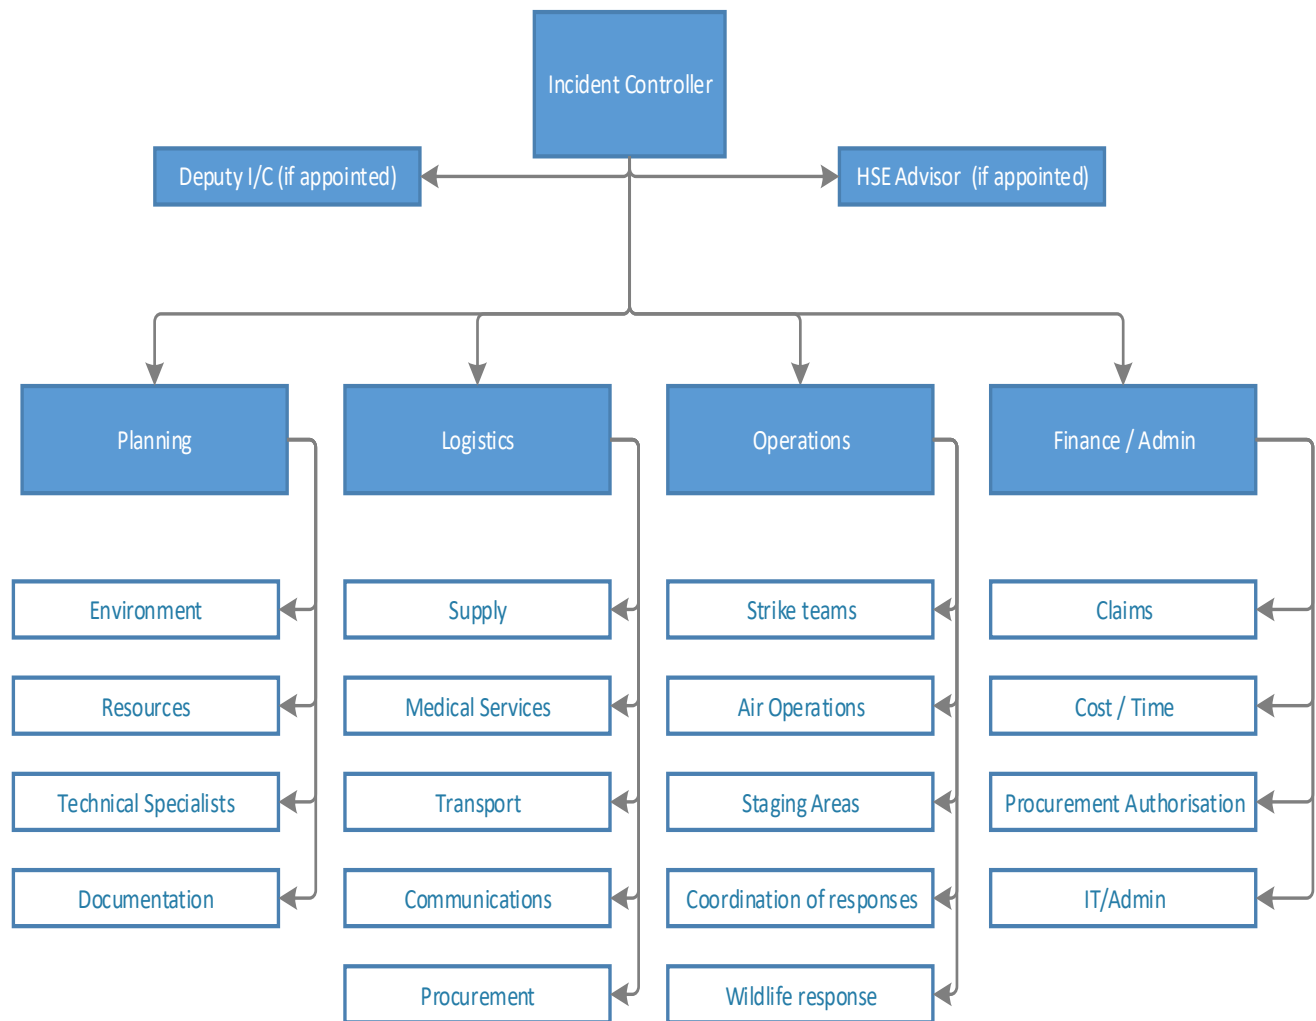 Incident Controller
Deputy I/C (if appointed)
HSE Advisor (if appointed)
Planning
Logistics
Operations
Finance / Admin
Environment
Supply
Strike teams
Claims
Resources
Medical Services
Air Operations
Cost / Time
Technical Specialists
Transport
Staging Areas
Procurement Authorisation
Documentation
Communications
Coordination of responses
IT/Admin
Procurement
Wildlife response